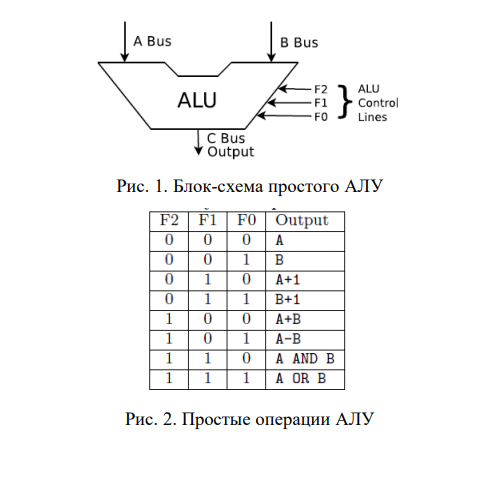 A Bus
B Bus
ALU
F2
F1
F0
ALU
Control
Lines
C Bus
Output
Рис. 1. Блок-схема простого АЛУ
F2 F1 F0 Output
0 0 0 A
0 0 1 B
0 1 0 A+1
0 1 1 B+1
1 0 0 A+B
1 0 1 A-B
1 1 0 A AND B
1 1 1 A OR B
Рис. 2. Простые операции АЛУ